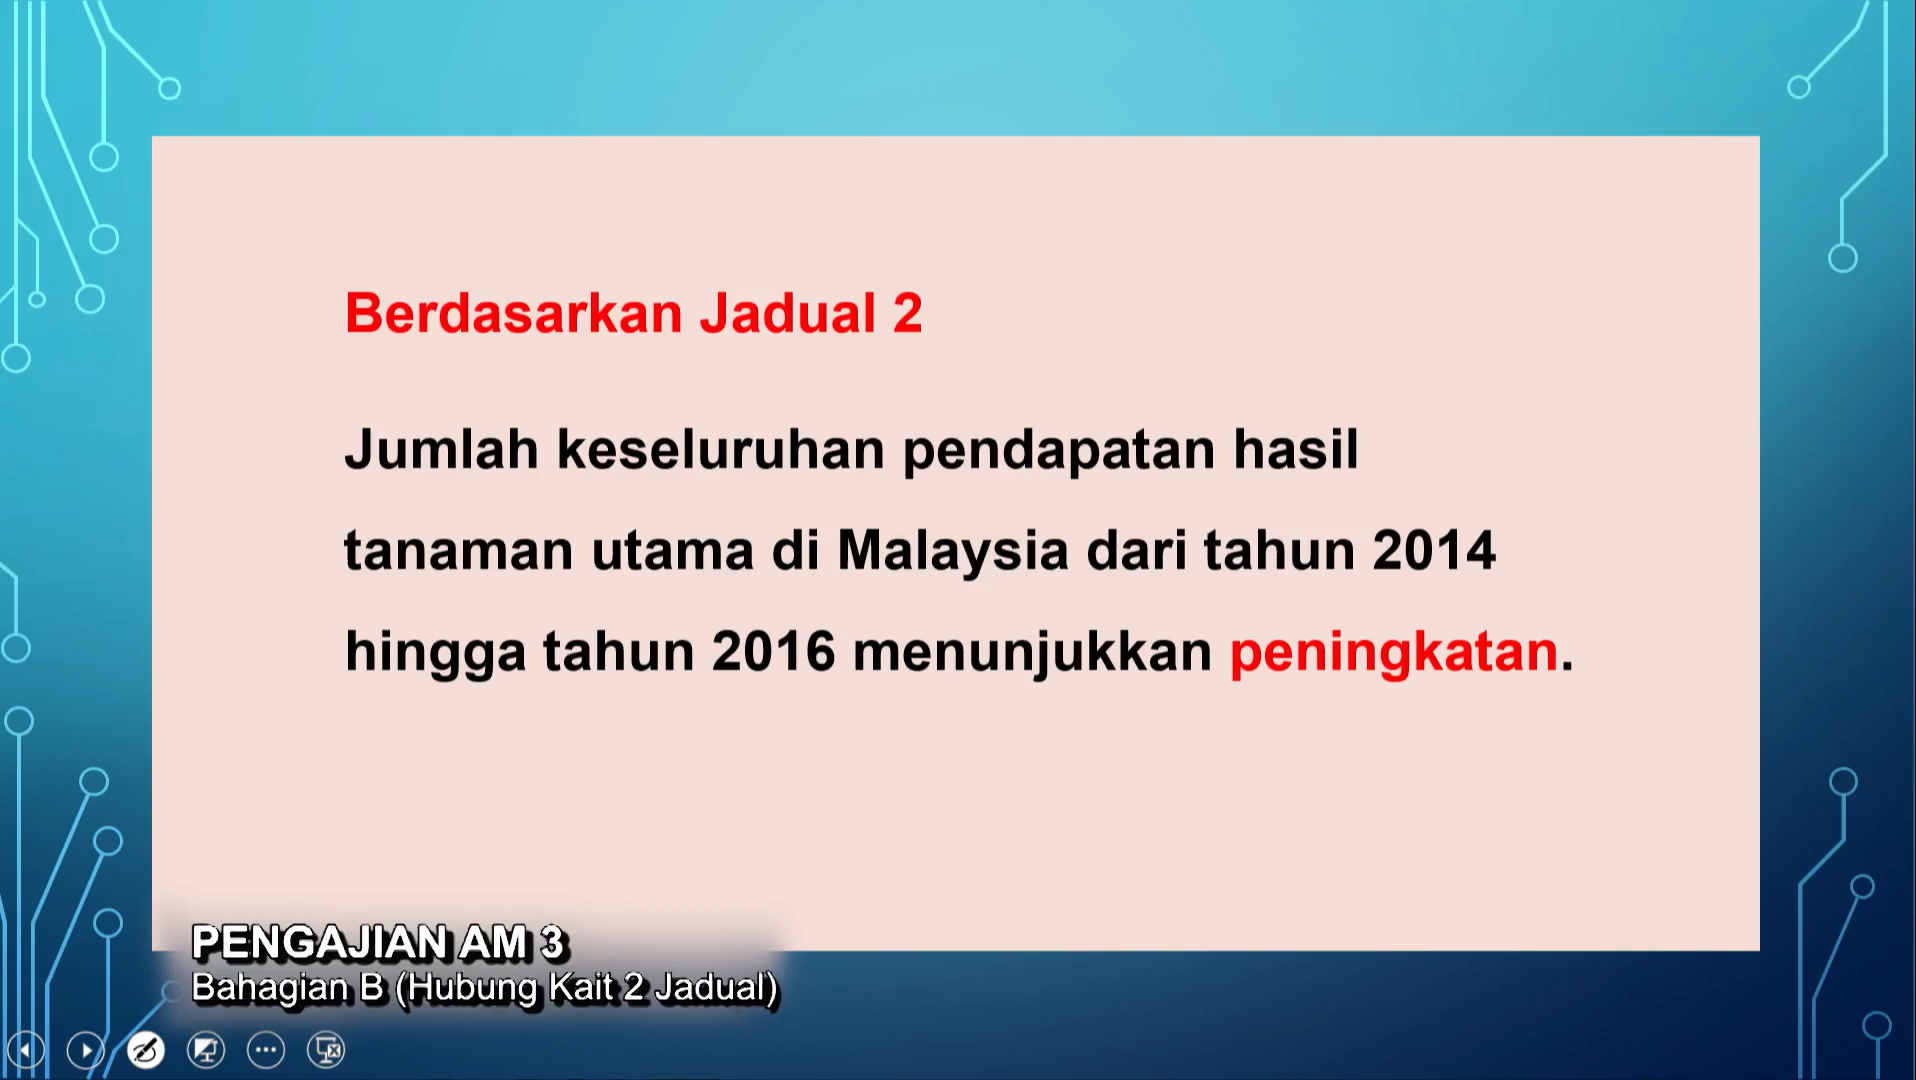 Berdasarkan Jadual 2
Jumlah keseluruhan pendapatan hasil
tanaman utama di Malaysia dari tahun 2014
hingga tahun 2016 menunjukkan peningkatan.
PENGAJIAN AM 3
Bahagian B (Hubung Kait 2 Jadual)